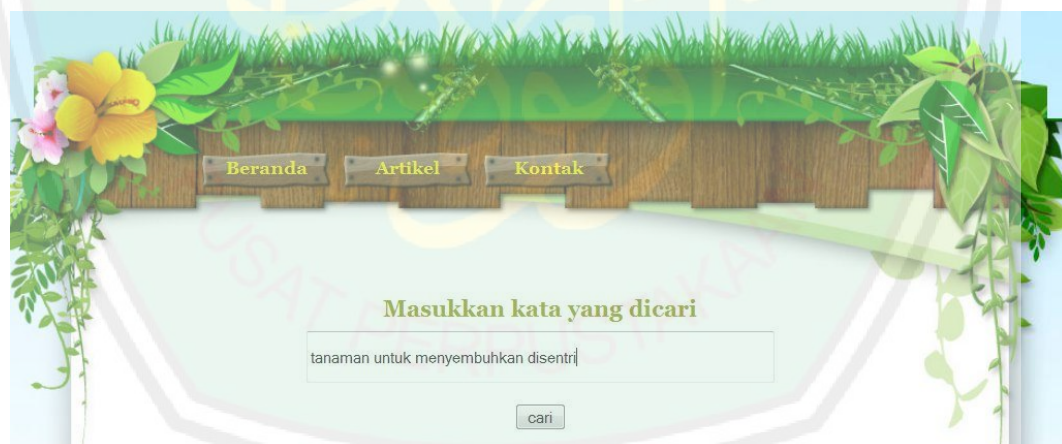 Beranda Artikel Kontak
Masukkan kata yang dicari
tanaman untuk menyembuhkan disentri
cari